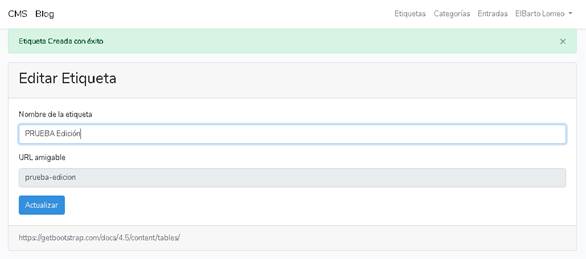 CMS Blog Etiquetas Categorías Entradas ElBarto Lomeo
Etiqueta Creada con éxito ×
Editar Etiqueta
Nombre de la etiqueta
PRUEBA Edición
URL amigable
prueba-edicion
Actualizar
https://getbootstrap.com/docs/4.5/content/tables/